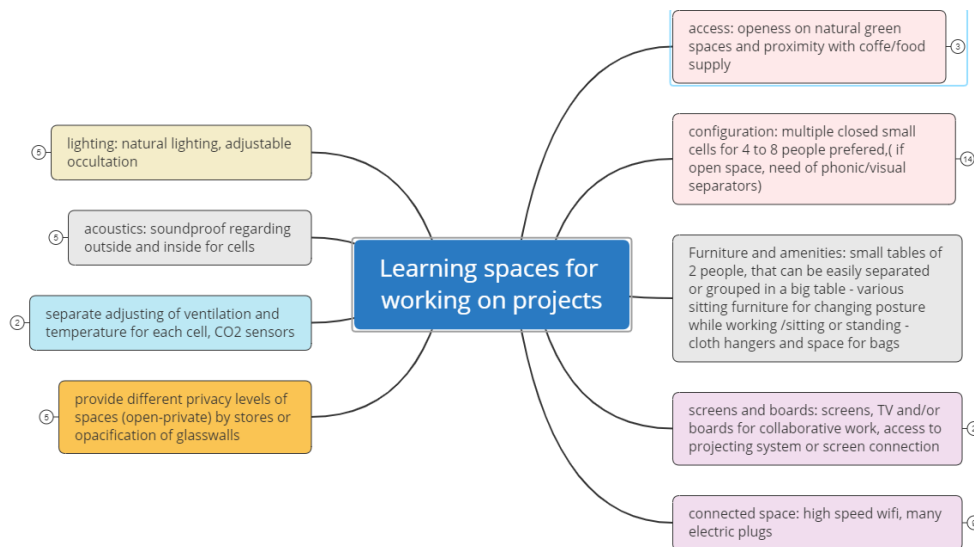 access: openess on natural green
spaces and proximity with coffe/food
supply
3
lighting: natural lighting, adjustable
occultation
5
configuration: multiple closed small
cells for 4 to 8 people prefered,( if
open space, need of phonic/visual
separators)
14
acoustics: soundproof regarding
outside and inside for cells
5
Learning spaces for
working on projects
Furniture and amenities: small tables of
2 people, that can be easily separated
or grouped in a big table - various
sitting furniture for changing posture
while working /sitting or standing -
cloth hangers and space for bags
separate adjusting of ventilation and
temperature for each cell, CO2 sensors
2
provide different privacy levels of
spaces (open-private) by stores or
opacification of glasswalls
5
screens and boards: screens, TV and/or
boards for collaborative work, access to
projecting system or screen connection
connected space: high speed wifi, many
electric plugs